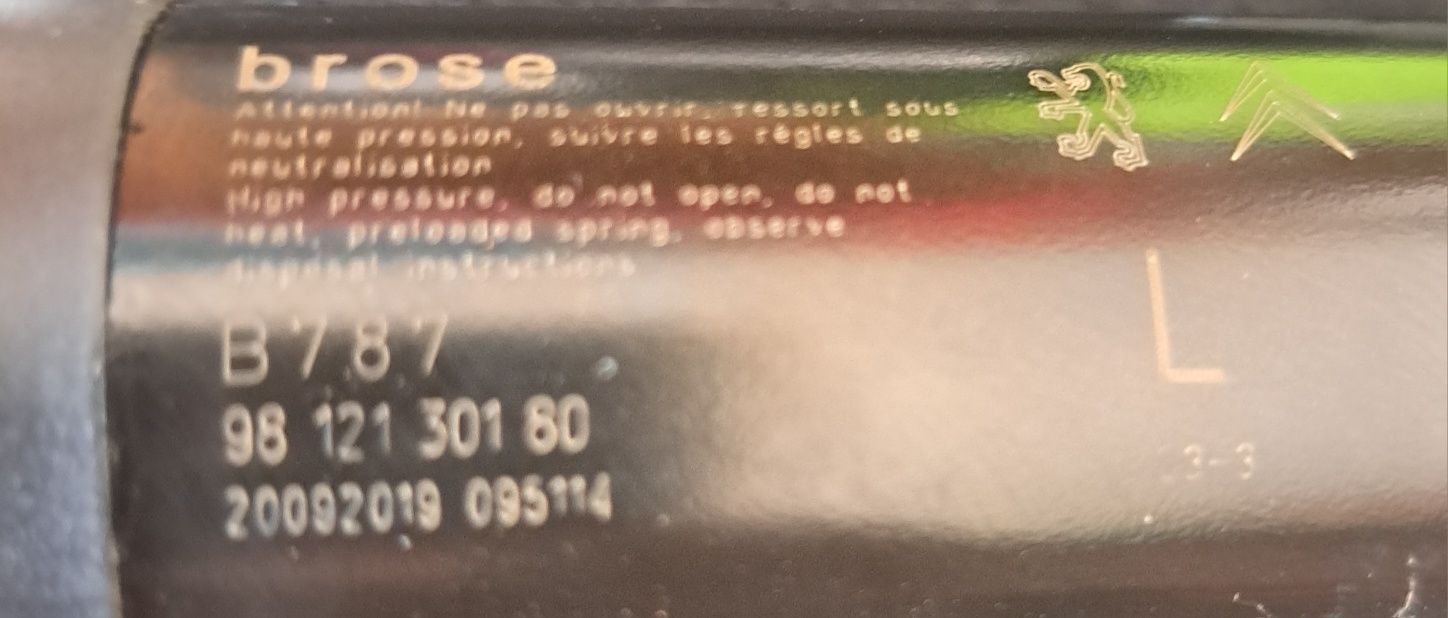 brose
Attention! Ne pas ouvrir, ressort sous
haute pression, suivre les règles de
neutralisation
High pressure, do not open, do not
heat, preloaded spring, observe
disposal instructions
B787
98 121 301 80
20092019 095114
L
3-3